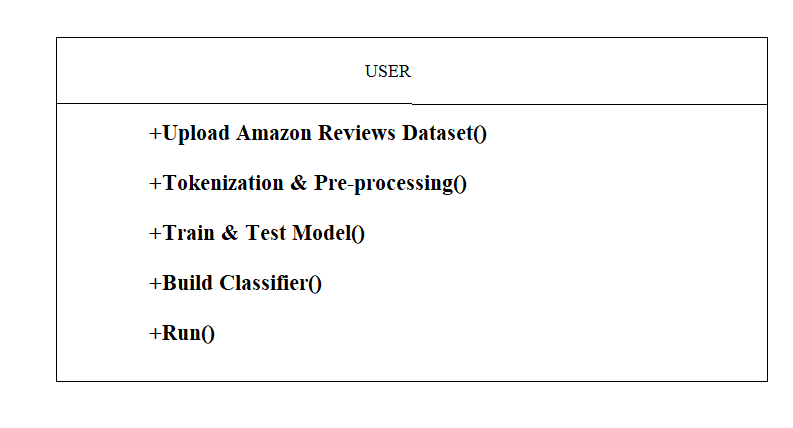 USER
+Upload Amazon Reviews Dataset()
+Tokenization & Pre-processing()
+Train & Test Model()
+Build Classifier()
+Run()